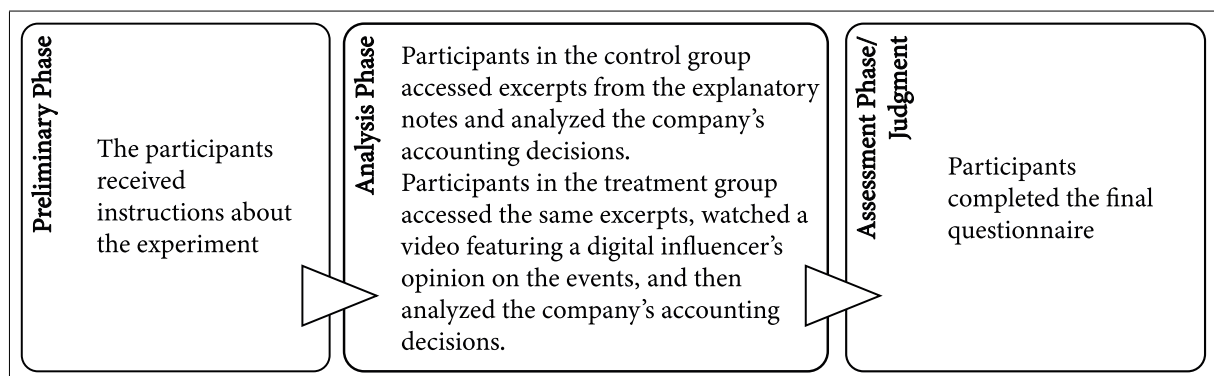 Preliminary Phase
The participants
received
instructions about
the experiment
Analysis Phase
Participants in the control group
accessed excerpts from the explanatory
notes and analyzed the company’s
accounting decisions.
Participants in the treatment group
accessed the same excerpts, watched a
video featuring a digital influencer’s
opinion on the events, and then
analyzed the company’s accounting
decisions.
Assessment Phase/
Judgment
Participants
completed the final
questionnaire